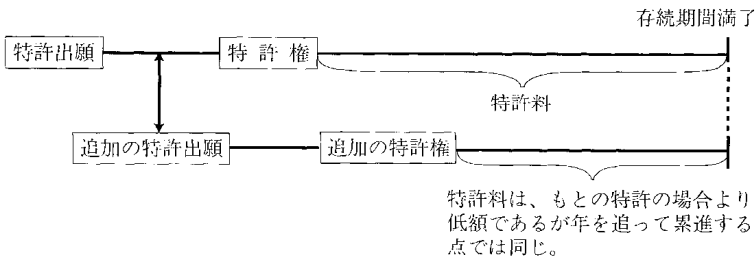 存続期間満了
特許出願
特許権
特許料
追加の特許出願
追加の特許権
特許料は、もとの特許の場合より
低額であるが年を追って累進する
点では同じ。